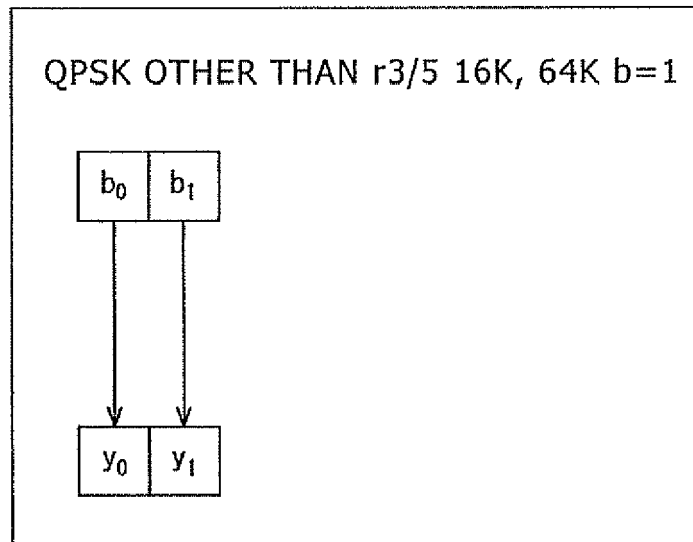 QPSK OTHER THAN r3/5 16K, 64K b=1
b₀ b₁
y₀ y₁